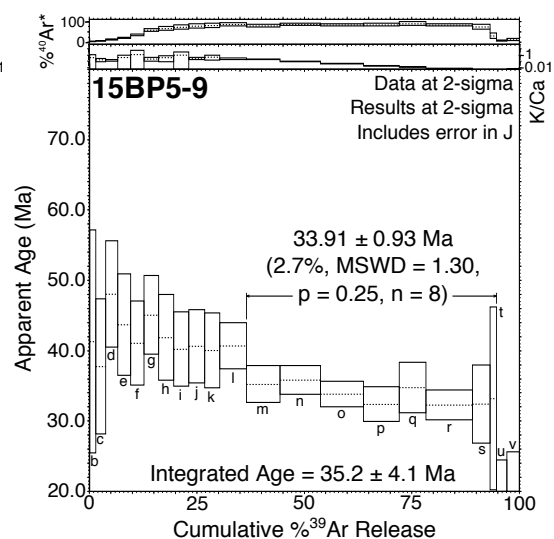 100
0
%⁴⁰Ar*
1
1
0.01
K/Ca
15BP5-9
Data at 2-sigma
Results at 2-sigma
Includes error in J
70.0
60.0
50.0
40.0
30.0
20.0
Apparent Age (Ma)
33.91 ± 0.93 Ma
(2.7%, MSWD = 1.30,
p = 0.25, n = 8)
b
c
d
e
f
g
h
i
j
k
l
m
n
o
p
q
r
s
t
u
v
Integrated Age = 35.2 ± 4.1 Ma
0 25 50 75 100
Cumulative %³⁹Ar Release